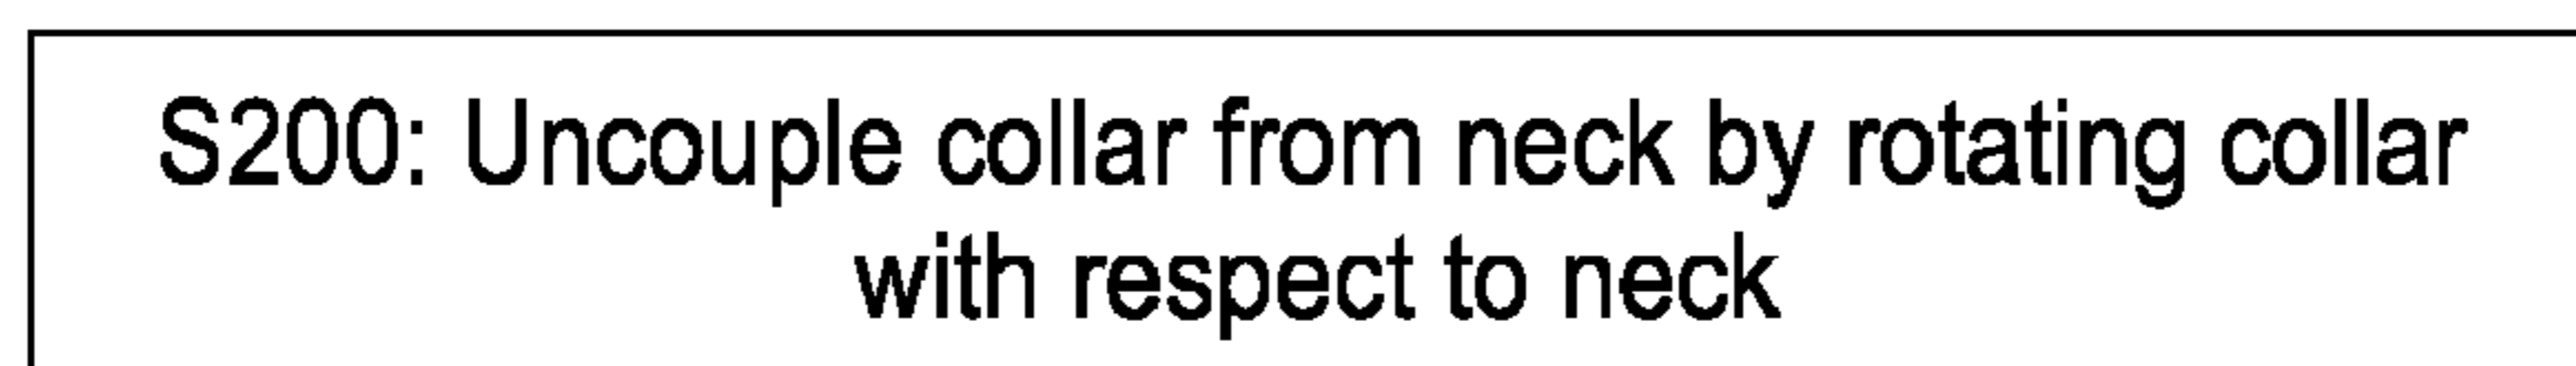 S200: Uncouple collar from neck by rotating collar
with respect to neck